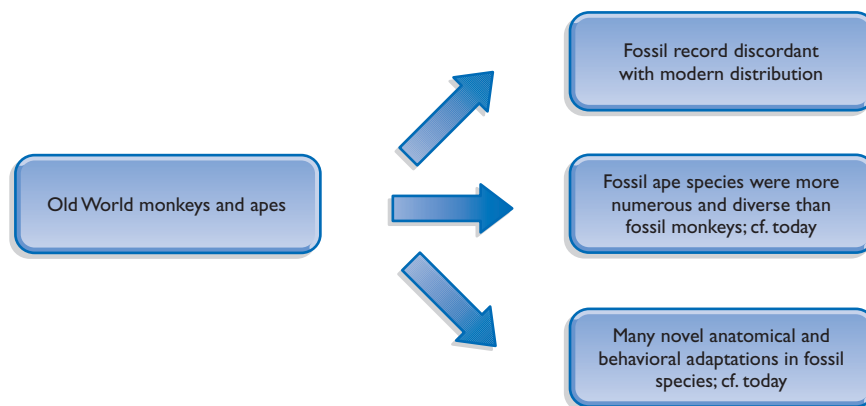 Old World monkeys and apes
Fossil record discordant
with modern distribution
Fossil ape species were more
numerous and diverse than
fossil monkeys; cf. today
Many novel anatomical and
behavioral adaptations in fossil
species; cf. today